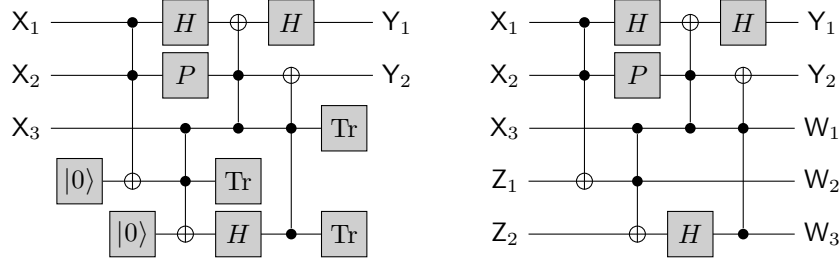 X₁ H H Y₁ X₁ H H Y₁
X₂ P Y₂ X₂ P Y₂
X₃ Tr X₃ W₁
|0⟩ Tr Z₁ W₂
|0⟩ H Tr Z₂ H W₃